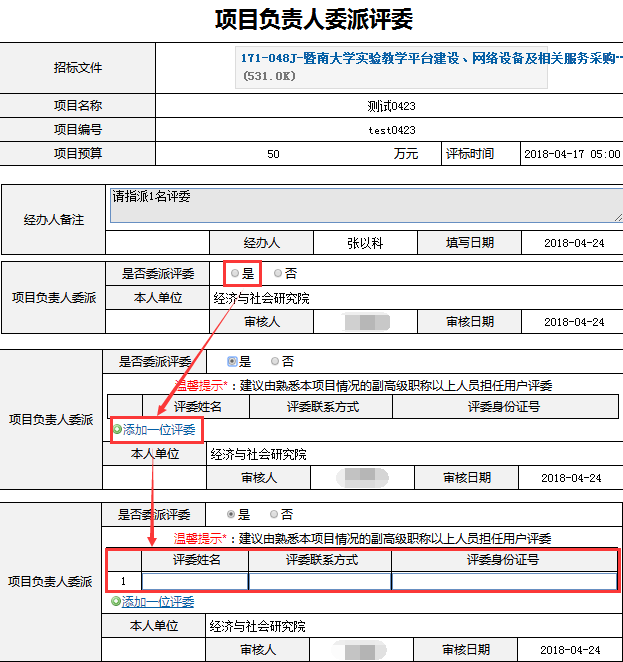 项目负责人委派评委
招标文件
171-048J-暨南大学实验教学平台建设、网络设备及相关服务采购…
(531.0K)
项目名称 测试0423
项目编号 test0423
项目预算 50 万元 评标时间 2018-04-17 05:00
经办人备注
请指派1名评委
经办人 张以科 填写日期 2018-04-24
项目负责人委派
是否委派评委 是 否
本人单位 经济与社会研究院
审核人 审核日期 2018-04-24
项目负责人委派
是否委派评委 是 否
温馨提示*：建议由熟悉本项目情况的副高级职称以上人员担任用户评委
评委姓名 评委联系方式 评委身份证号
添加一位评委
本人单位 经济与社会研究院
审核人 审核日期 2018-04-24
项目负责人委派
是否委派评委 是 否
温馨提示*：建议由熟悉本项目情况的副高级职称以上人员担任用户评委
评委姓名 评委联系方式 评委身份证号
1
添加一位评委
本人单位 经济与社会研究院
审核人 审核日期 2018-04-24